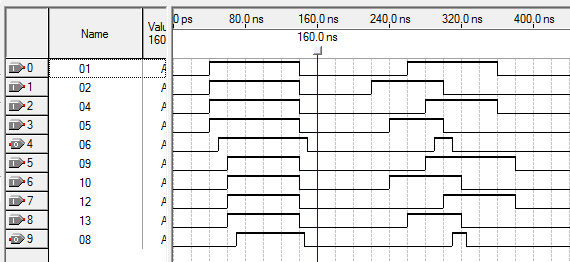 Name
Valu
160
0 ps
80.0 ns
160.0 ns
240.0 ns
320.0 ns
400.0 ns
160.0 ns
0 01 A
1 02 A
2 04 A
3 05 A
4 06 A
5 09 A
6 10 A
7 12 A
8 13 A
9 08 A